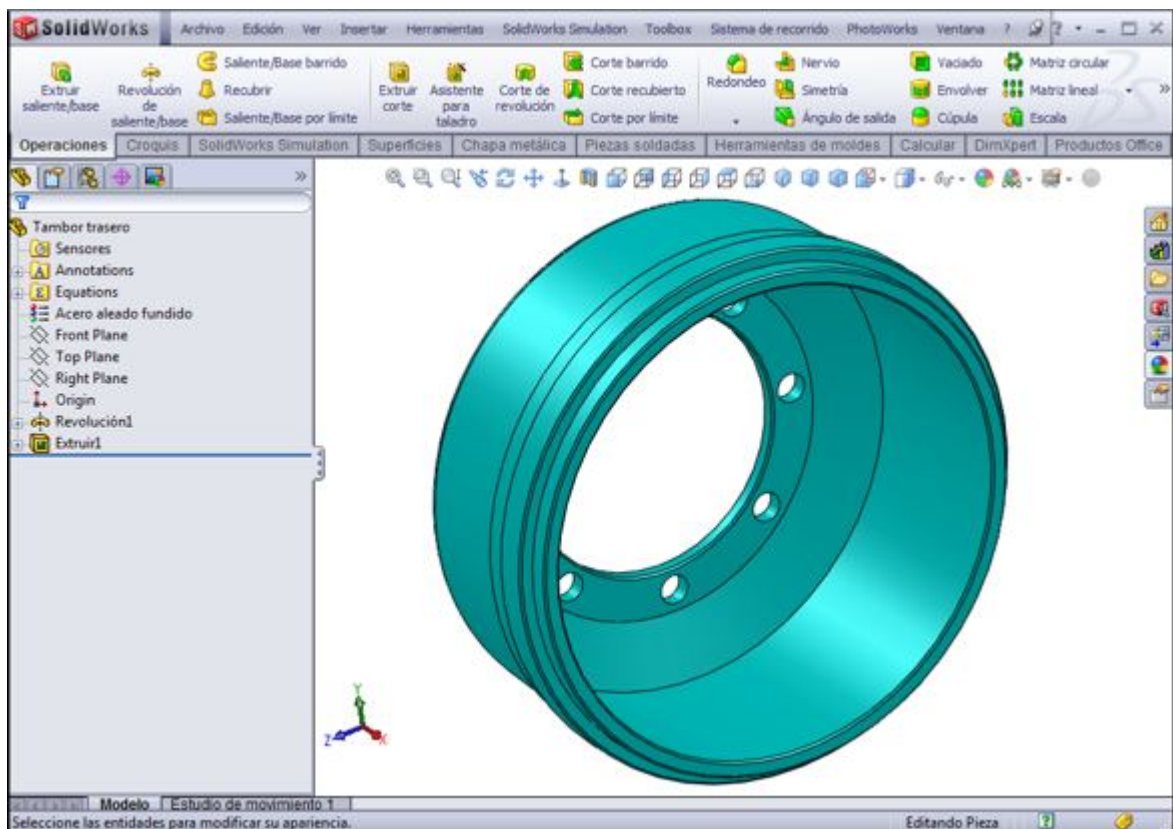 SolidWorks Archivo Edición Ver Insertar Herramientas SolidWorks Simulation Toolbox Sistema de recorrido PhotoWorks Ventana ?
Extruir saliente/base
Revolución de saliente/base
Saliente/Base barrido
Recubrir
Saliente/Base por límite
Extruir corte
Asistente para taladro
Corte de revolución
Corte barrido
Corte recubierto
Corte por límite
Redondeo
Nervio
Simetría
Ángulo de salida
Vaciado
Envolver
Cúpula
Matriz circular
Matriz lineal
Escala
Operaciones Croquis SolidWorks Simulation Superficies Chapa metálica Piezas soldadas Herramientas de moldes Calcular DimXpert Productos Office
Tambor trasero
Sensores
Annotations
Equations
Acero aleado fundido
Front Plane
Top Plane
Right Plane
Origin
Revolución1
Extruir1
Y
Z
X
Modelo Estudio de movimiento 1
Seleccione las entidades para modificar su apariencia. Editando Pieza